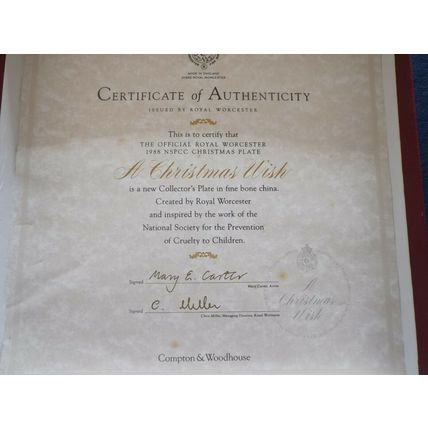 MADE IN ENGLAND
CERTIFICATE of AUTHENTICITY
ISSUED BY ROYAL WORCESTER
This is to certify that
THE OFFICIAL ROYAL WORCESTER
1988 NSPCC CHRISTMAS PLATE
A Christmas Wish
is a new Collector's Plate in fine bone china.
Created by Royal Worcester
and inspired by the work of the
National Society for the Prevention
of Cruelty to Children.
Signed Mary E. Carter
Mary Carter, Artist
Signed C. Miller
Chris Miller, Managing Director, Royal Worcester
A
Christmas
Wish
Compton & Woodhouse